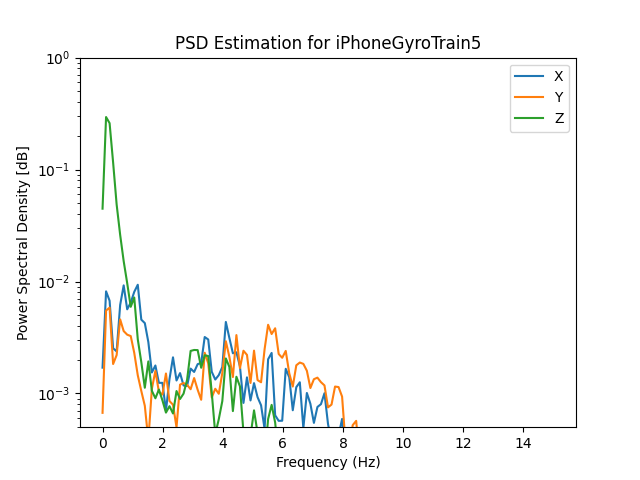 PSD Estimation for iPhoneGyroTrain5
X
Y
Z
Power Spectral Density [dB]
10⁰
10⁻¹
10⁻²
10⁻³
0 2 4 6 8 10 12 14
Frequency (Hz)